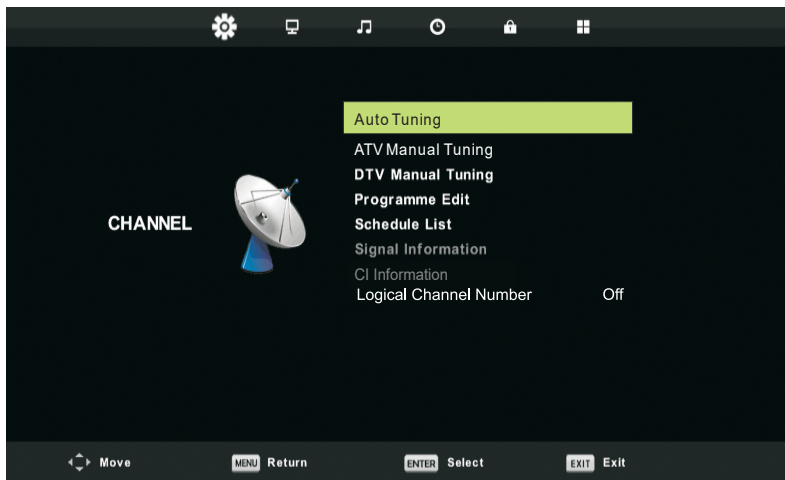 Auto Tuning
ATV Manual Tuning
DTV Manual Tuning
Programme Edit
CHANNEL
Schedule List
Signal Information
CI Information
Logical Channel Number Off
Move MENU Return ENTER Select EXIT Exit